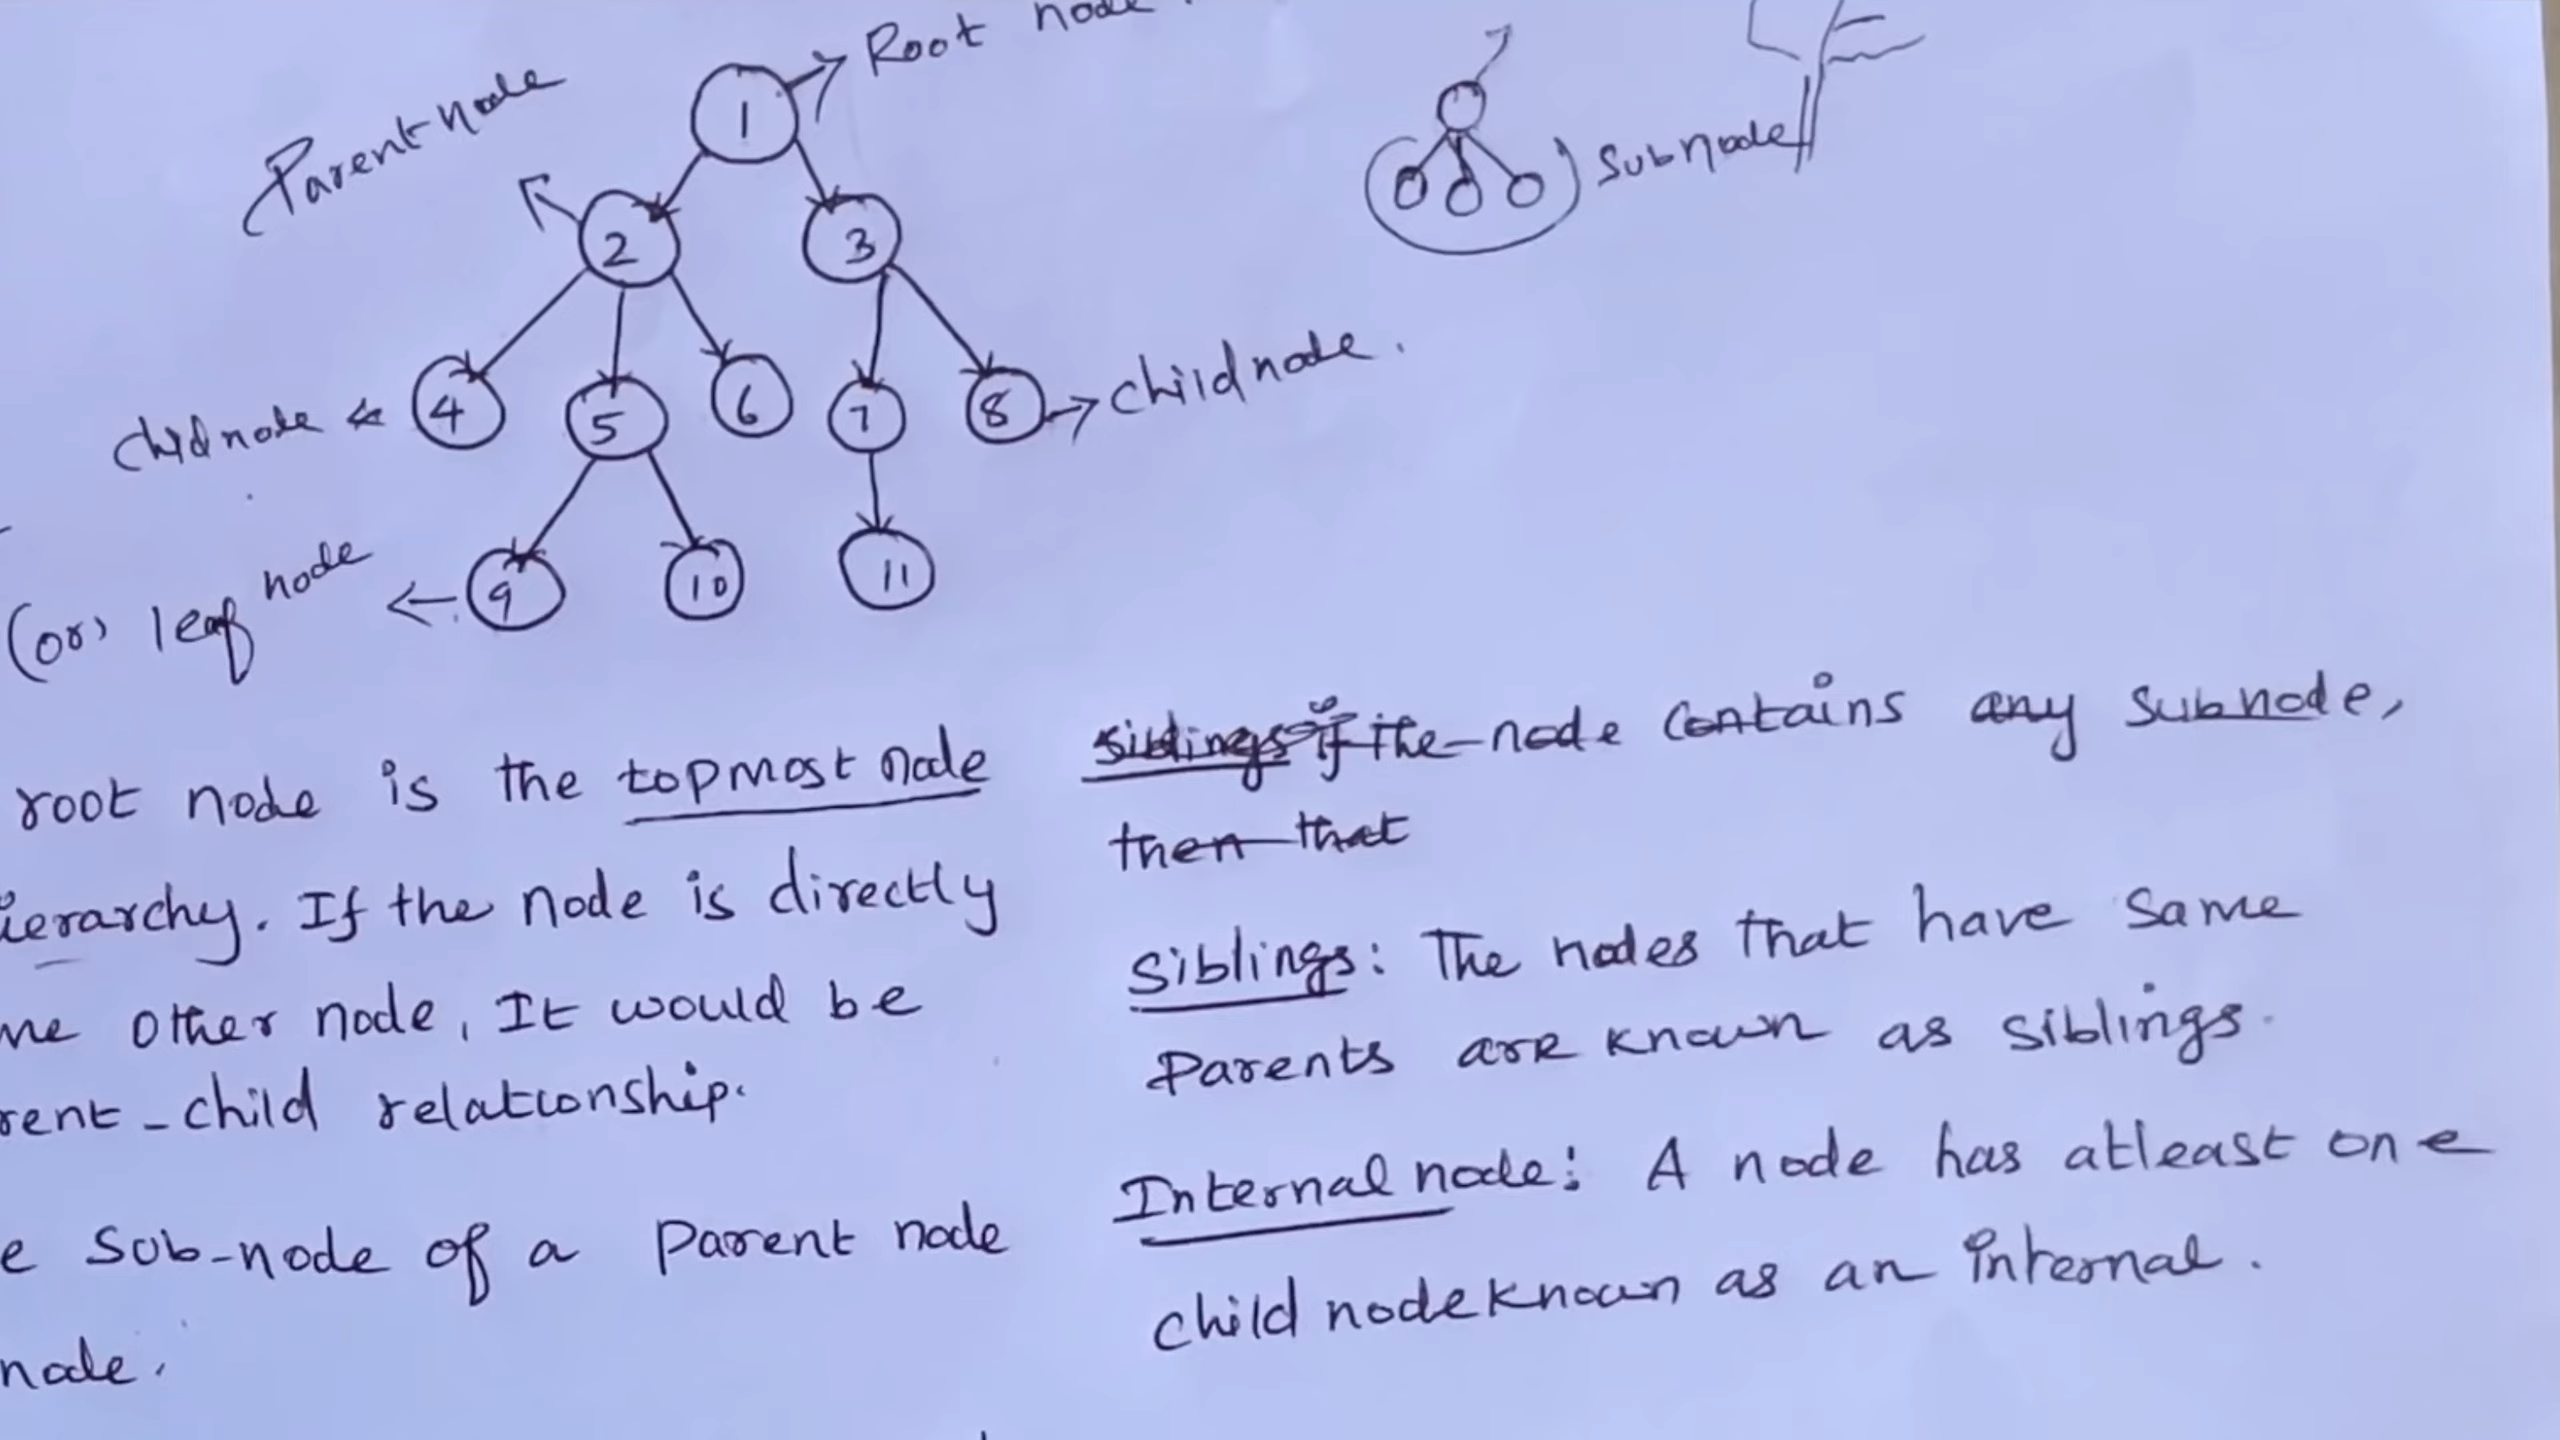 Root node
Parent node
1
2
3
subnode
4
5
6
7
8
child node.
child node
9
10
11
(or) leaf node
root node is the topmost node
ierarchy. If the node is directly
me other node, It would be
rent-child relationship.
e sub-node of a Parent node
node.
siblings if the node contains any subnode,
then that
Siblings: The nodes that have same
Parents are known as siblings.
Internal node: A node has atleast one
child node known as an internal.